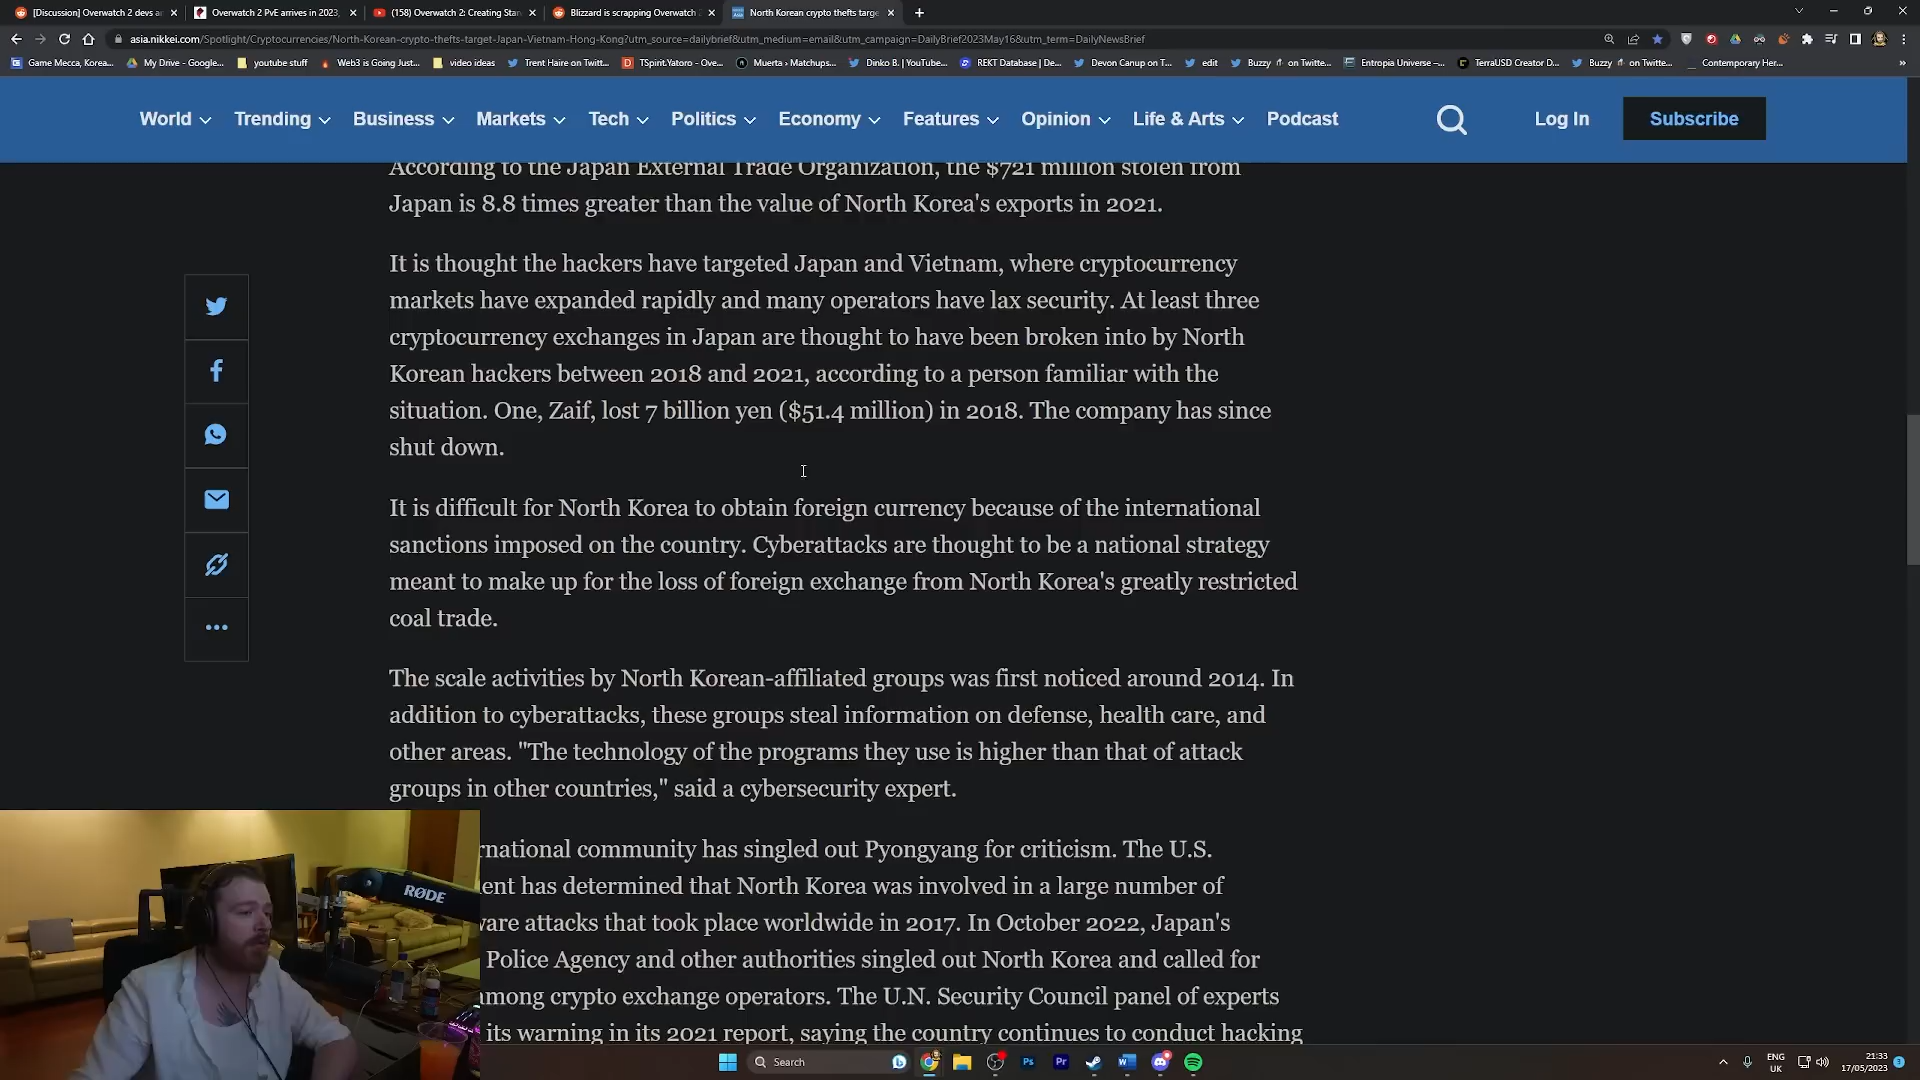 [Discussion] Overwatch 2 devs a
Overwatch 2 PvE arrives in 2023,
(158) Overwatch 2: Creating Stan
Blizzard is scrapping Overwatch
North Korean crypto thefts targe
asia.nikkei.com/Spotlight/Cryptocurrencies/North-Korean-crypto-thefts-target-Japan-Vietnam-Hong-Kong?utm_source=dailybrief&utm_medium=email&utm_campaign=DailyBrief2023May16&utm_term=DailyNewsBrief
Game Mecca, Korea...
My Drive - Google...
youtube stuff
Web3 is Going Just...
video ideas
Trent Haire on Twitt...
TSpirit.Yatoro - Ove...
Muerta › Matchups...
Dinko B. | YouTube...
REKT Database | De...
Devon Canup on T...
edit
Buzzy on Twitte...
Entropia Universe –...
TerraUSD Creator D...
Buzzy on Twitte...
Contemporary Her...
World
Trending
Business
Markets
Tech
Politics
Economy
Features
Opinion
Life & Arts
Podcast
Log In
Subscribe
According to the Japan External Trade Organization, the $721 million stolen from
Japan is 8.8 times greater than the value of North Korea's exports in 2021.
It is thought the hackers have targeted Japan and Vietnam, where cryptocurrency
markets have expanded rapidly and many operators have lax security. At least three
cryptocurrency exchanges in Japan are thought to have been broken into by North
Korean hackers between 2018 and 2021, according to a person familiar with the
situation. One, Zaif, lost 7 billion yen ($51.4 million) in 2018. The company has since
shut down.
It is difficult for North Korea to obtain foreign currency because of the international
sanctions imposed on the country. Cyberattacks are thought to be a national strategy
meant to make up for the loss of foreign exchange from North Korea's greatly restricted
coal trade.
The scale activities by North Korean-affiliated groups was first noticed around 2014. In
addition to cyberattacks, these groups steal information on defense, health care, and
other areas. "The technology of the programs they use is higher than that of attack
groups in other countries," said a cybersecurity expert.
rnational community has singled out Pyongyang for criticism. The U.S.
ent has determined that North Korea was involved in a large number of
ware attacks that took place worldwide in 2017. In October 2022, Japan's
Police Agency and other authorities singled out North Korea and called for
among crypto exchange operators. The U.N. Security Council panel of experts
its warning in its 2021 report, saying the country continues to conduct hacking
RØDE
Search
Ps
Pr
ENG
UK
21:33
17/05/2023